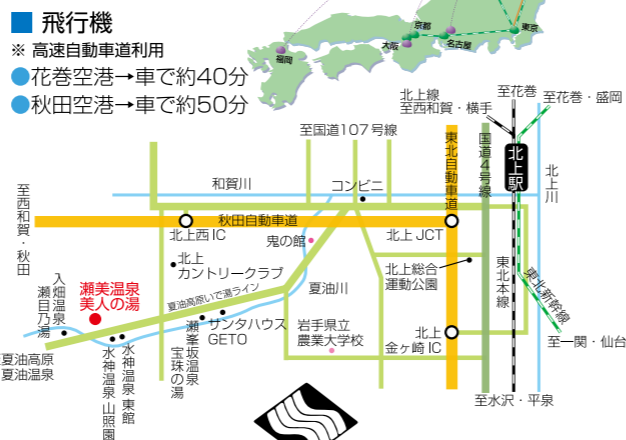 飛行機
※ 高速自動車道利用
●花巻空港→車で約40分
●秋田空港→車で約50分
福岡
京都
大阪
名古屋
東京
北上線
至西和賀・横手
至花巻
至花巻・盛岡
至国道107号線
東北自動車道
国道4号線
北上駅
北上川
和賀川
コンビニ
至西和賀・秋田
秋田自動車道
北上西IC
鬼の館
北上JCT
北上
カントリークラブ
北上総合
運動公園
東北本線
東北新幹線
入畑温泉
瀬目乃湯
瀬美温泉
美人の湯
夏油高原いで湯ライン
夏油川
サンタハウス
GETO
瀬峯坂温泉
宝珠の湯
岩手県立
農業大学校
北上
金ヶ崎IC
至一関・仙台
夏油高原
夏油温泉
水神温泉 山照園
水神温泉 東館
至水沢・平泉